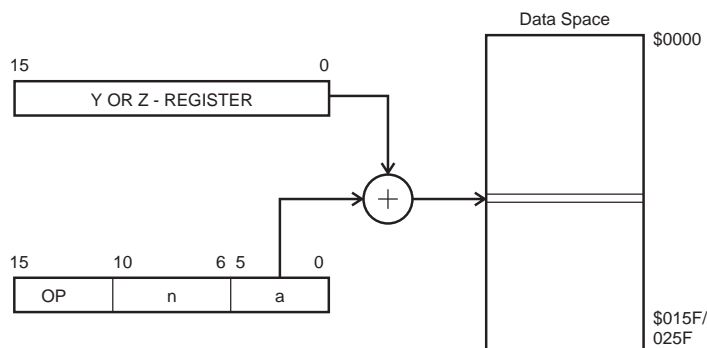 Data Space
$0000
15 0
Y OR Z - REGISTER
+
15 10 6 5 0
OP n a
$015F/
025F